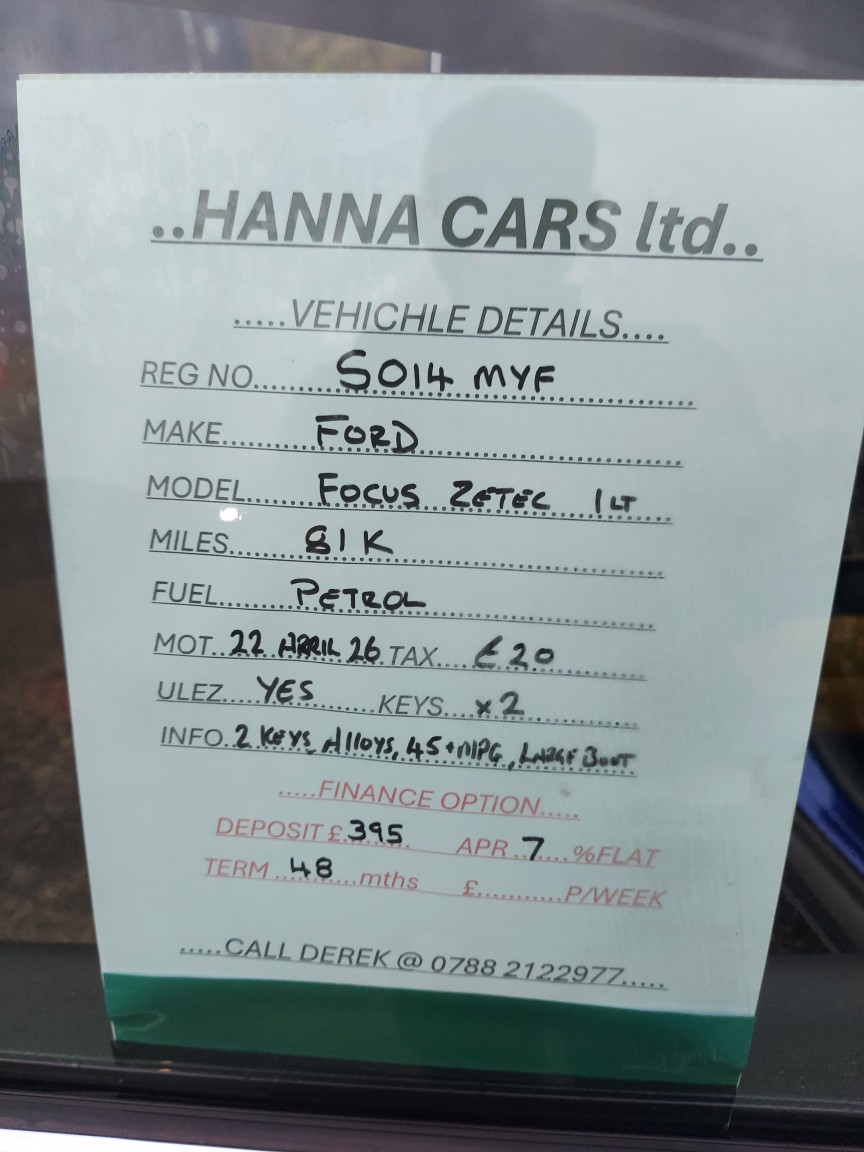 ..HANNA CARS ltd..
.....VEHICHLE DETAILS....
REG NO........SO14 MYF..................
MAKE..........FORD..............................
MODEL.......FOCUS ZETEC 1LT....
MILES.....81K..................................
FUEL.......PETROL.............................
MOT..22 APRIL 26.TAX....£20..........
ULEZ....YES.........KEYS....x2............
INFO.2 KEYS, Alloys, 45+MPG, LARGE BOOT
.....FINANCE OPTION.....
DEPOSIT £.395. APR..7....%FLAT
TERM..48....mths £...........P/WEEK
.....CALL DEREK @ 0788 2122977.....